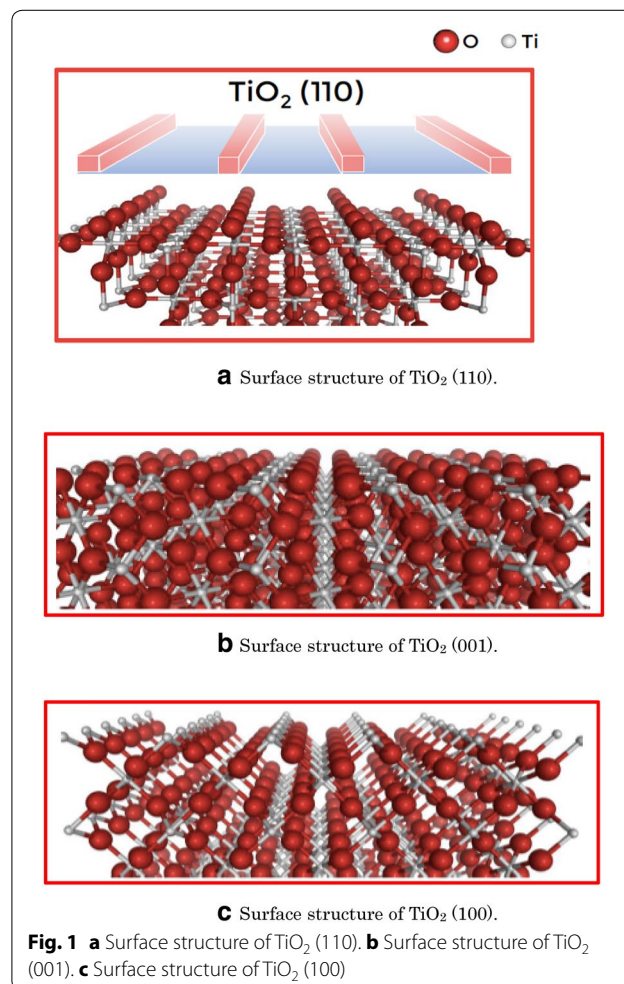 O Ti
TiO₂ (110)
a Surface structure of TiO₂ (110).
b Surface structure of TiO₂ (001).
c Surface structure of TiO₂ (100).
Fig. 1 a Surface structure of TiO₂ (110). b Surface structure of TiO₂
(001). c Surface structure of TiO₂ (100)